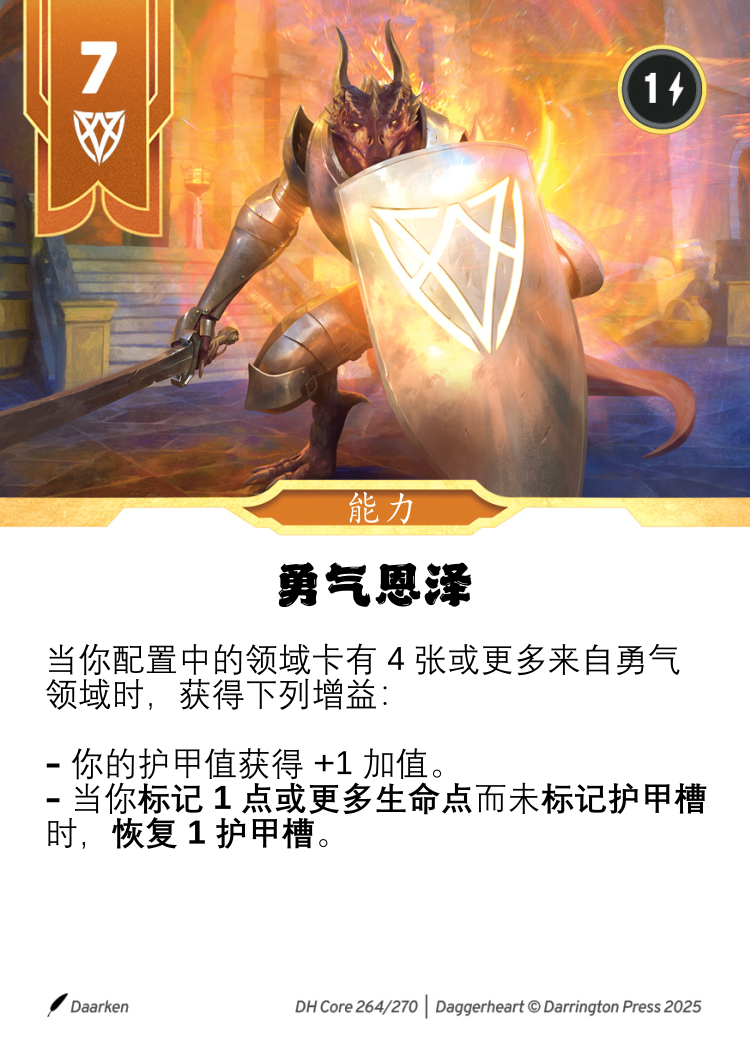 7
1
能力
勇气恩泽
当你配置中的领域卡有 4 张或更多来自勇气
领域时，获得下列增益：
- 你的护甲值获得 +1 加值。
- 当你标记 1 点或更多生命点而未标记护甲槽
时，恢复 1 护甲槽。
Daarken
DH Core 264/270 | Daggerheart © Darrington Press 2025